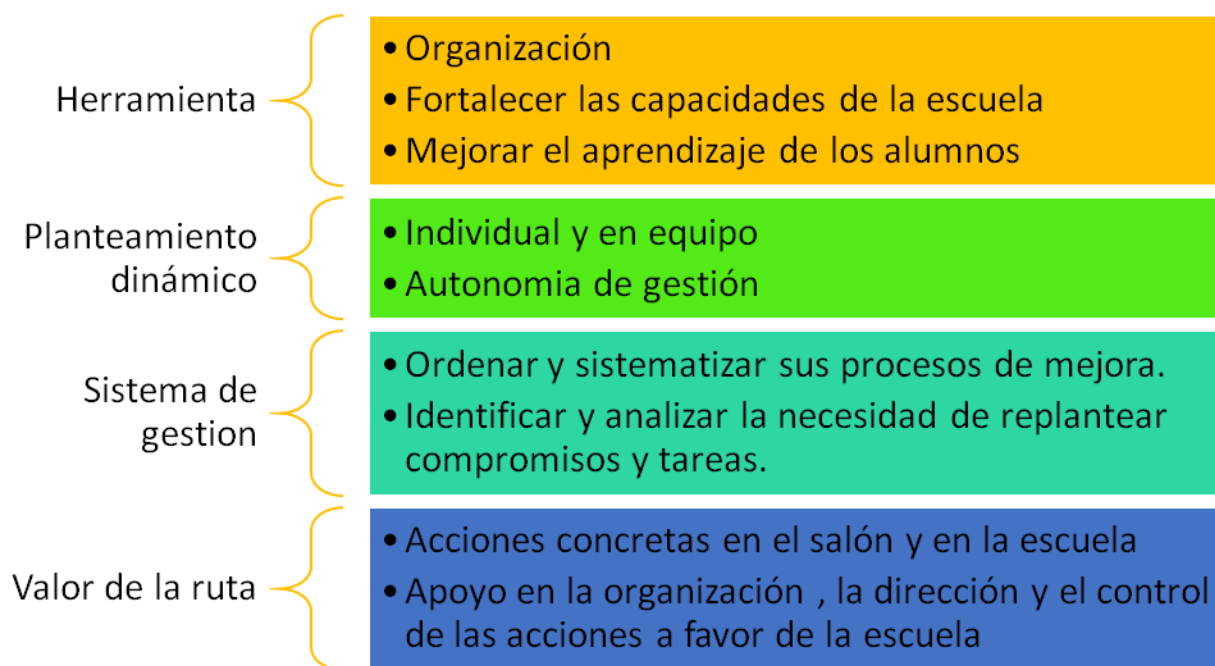 Herramienta
• Organización
• Fortalecer las capacidades de la escuela
• Mejorar el aprendizaje de los alumnos
Planteamiento
dinámico
• Individual y en equipo
• Autonomia de gestión
Sistema de
gestion
• Ordenar y sistematizar sus procesos de mejora.
• Identificar y analizar la necesidad de replantear
compromisos y tareas.
Valor de la ruta
• Acciones concretas en el salón y en la escuela
• Apoyo en la organización , la dirección y el control
de las acciones a favor de la escuela